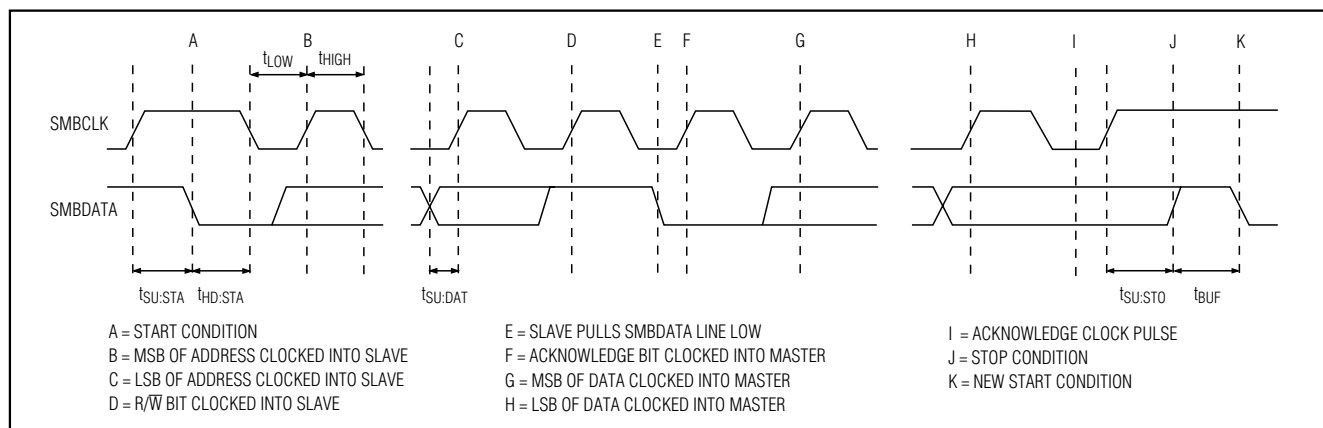 A B C D E F G H I J K
tLOW tHIGH
SMBCLK
SMBDATA
tSU:STA tHD:STA tSU:DAT tSU:STO tBUF
A = START CONDITION
B = MSB OF ADDRESS CLOCKED INTO SLAVE
C = LSB OF ADDRESS CLOCKED INTO SLAVE
D = R/W̅ BIT CLOCKED INTO SLAVE
E = SLAVE PULLS SMBDATA LINE LOW
F = ACKNOWLEDGE BIT CLOCKED INTO MASTER
G = MSB OF DATA CLOCKED INTO MASTER
H = LSB OF DATA CLOCKED INTO MASTER
I = ACKNOWLEDGE CLOCK PULSE
J = STOP CONDITION
K = NEW START CONDITION